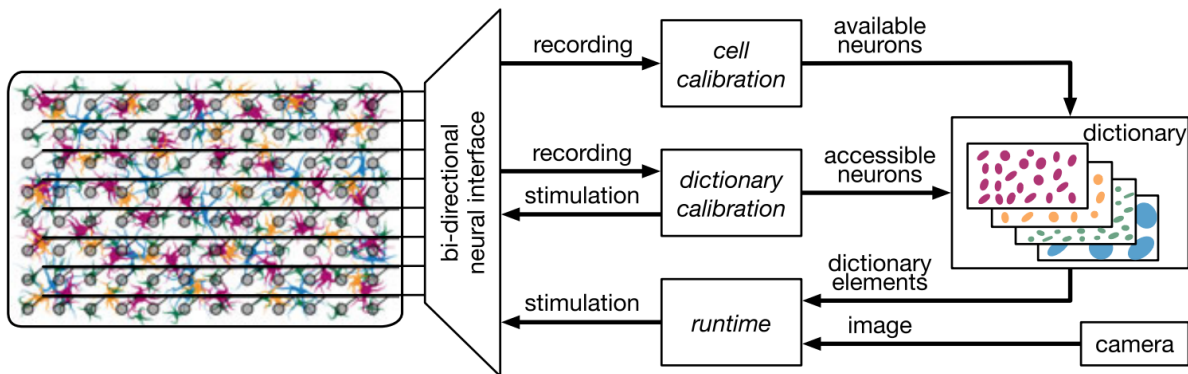 bi-directional
neural interface
recording
cell
calibration
available
neurons
recording
stimulation
dictionary
calibration
accessible
neurons
dictionary
stimulation
runtime
dictionary
elements
image
camera